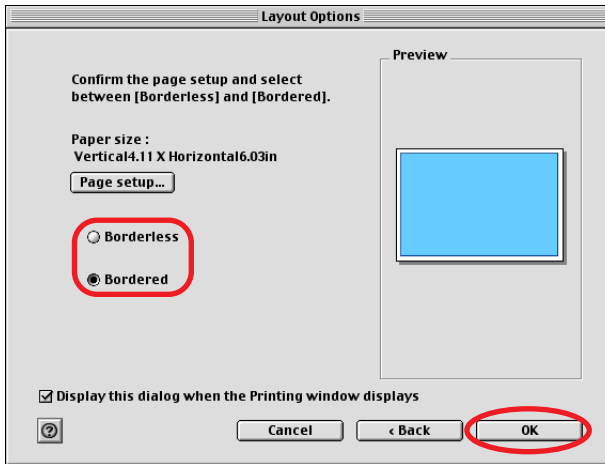 Layout Options
Confirm the page setup and select
between [Borderless] and [Bordered].
Paper size :
Vertical4.11 X Horizontal6.03in
Page setup...
Borderless
Bordered
Preview
Display this dialog when the Printing window displays
?
Cancel
‹ Back
OK